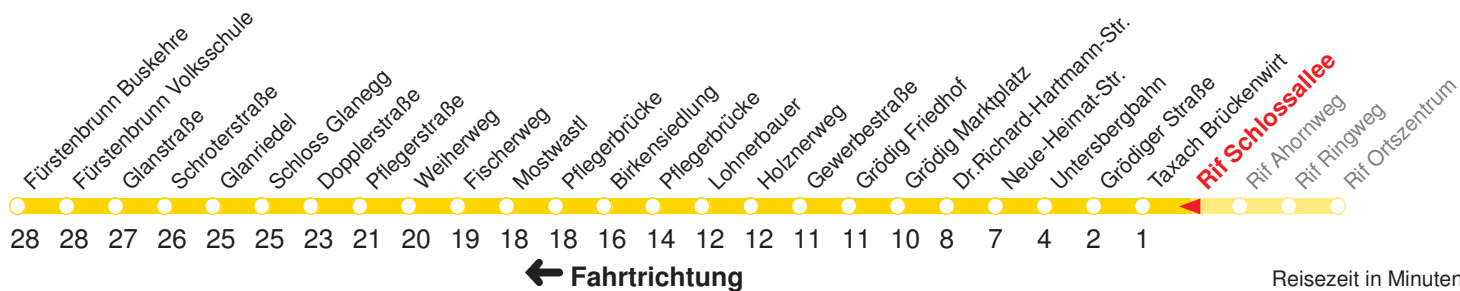 Fürstenbrunn Buskehre
Fürstenbrunn Volksschule
Glanstraße
Schroterstraße
Glanriedel
Schloss Glanegg
Dopplerstraße
Pflegerstraße
Weiherweg
Fischerweg
Mostwastl
Pflegerbrücke
Birkensiedlung
Pflegerbrücke
Lohnerbauer
Holznerweg
Gewerbestraße
Grödig Friedhof
Grödig Marktplatz
Dr.Richard-Hartmann-Str.
Neue-Heimat-Str.
Untersbergbahn
Grödiger Straße
Taxach Brückenwirt
Rif Schlossallee
Rif Ahornweg
Rif Ringweg
Rif Ortszentrum
28 28 27 26 25 25 23 21 20 19 18 18 16 14 12 12 11 11 10 8 7 4 2 1
Fahrtrichtung
Reisezeit in Minuten